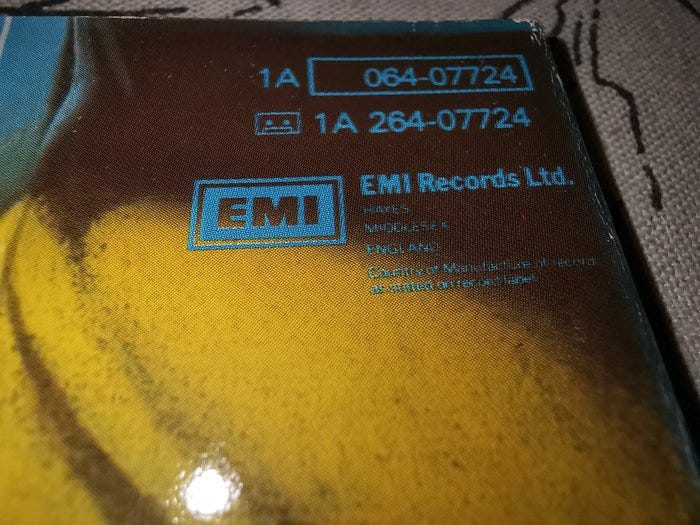 1A 064-07724
1A 264-07724
EMI
EMI Records Ltd.
HAYES
MIDDLESEX
ENGLAND
Country of Manufacture of record
as stated on record label